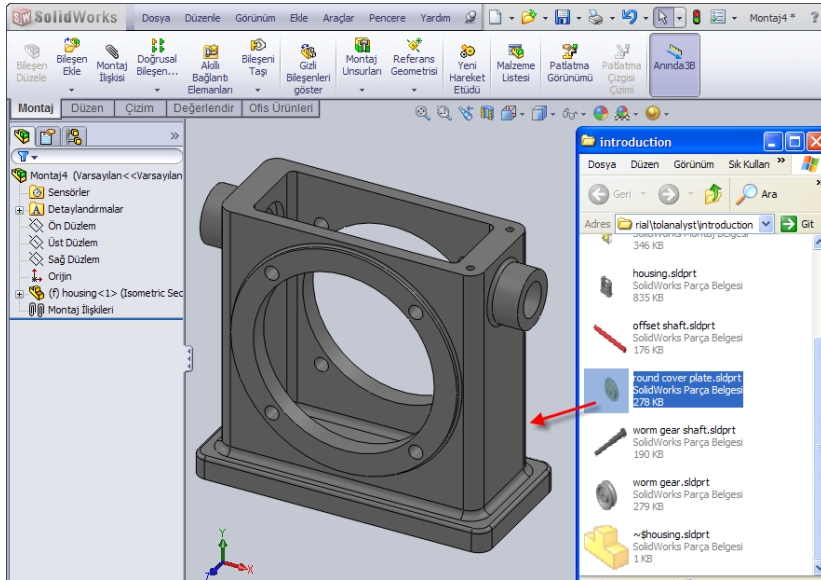 SolidWorks Dosya Düzenle Görünüm Ekle Araçlar Pencere Yardım Montaj4 * ?
Bileşen Düzele
Bileşen Ekle
Montaj İlişkisi
Doğrusal Bileşen...
Akıllı Bağlantı Elemanları
Bileşeni Taşı
Gizli Bileşenleri göster
Montaj Unsurları
Referans Geometrisi
Yeni Hareket Etüdü
Malzeme Listesi
Patlatma Görünümü
Patlatma Çizgisi Çizimi
Anında3B
Montaj Düzen Çizim Değerlendir Ofis Ürünleri
»
Montaj4 (Varsayılan<<Varsayılan
Sensörler
A Detaylandırmalar
Ön Düzlem
Üst Düzlem
Sağ Düzlem
Orijin
(f) housing<1> (Isometric Sec
Montaj İlişkileri
Y
X
Z
introduction
Dosya Düzen Görünüm Sık Kullan »
Geri Ara »
Adres rial\tolanalyst\introduction Git
SolidWorks Montaj Belgesi
346 KB
housing.sldprt
SolidWorks Parça Belgesi
835 KB
offset shaft.sldprt
SolidWorks Parça Belgesi
176 KB
round cover plate.sldprt
SolidWorks Parça Belgesi
278 KB
worm gear shaft.sldprt
SolidWorks Parça Belgesi
190 KB
worm gear.sldprt
SolidWorks Parça Belgesi
279 KB
~$housing.sldprt
SolidWorks Parça Belgesi
1 KB